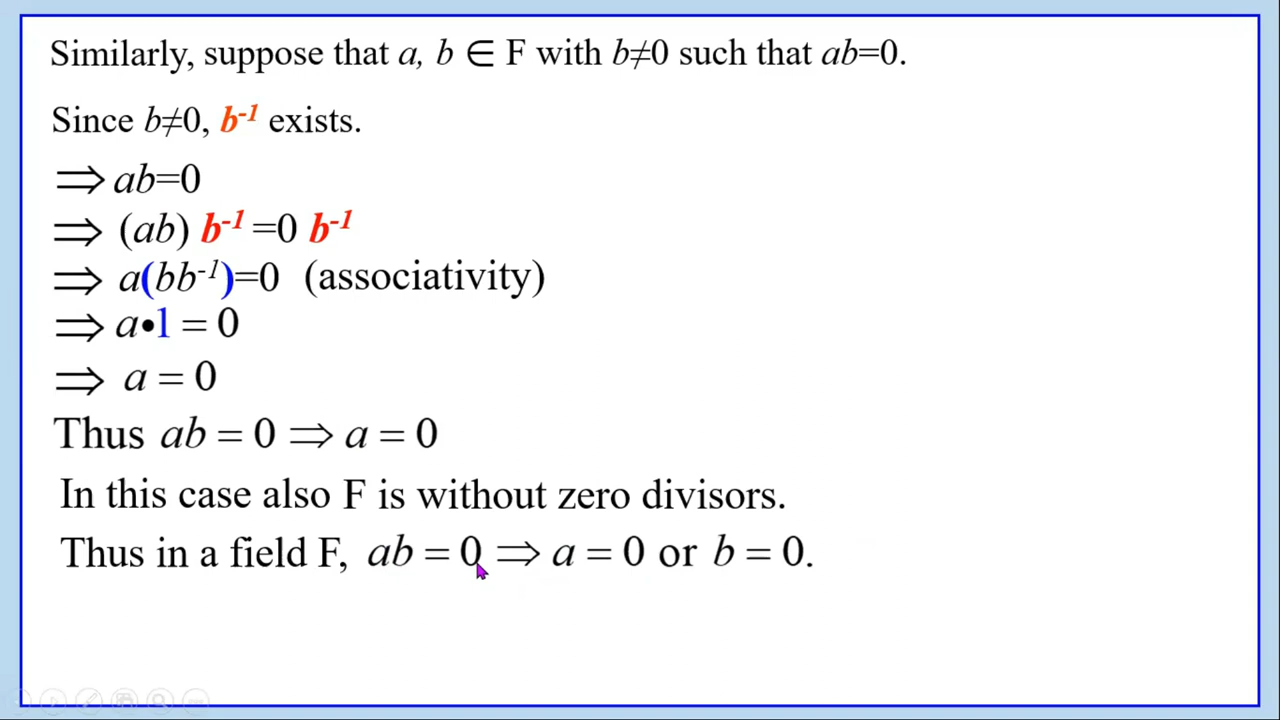 Similarly, suppose that a, b ∈ F with b≠0 such that ab=0.
Since b≠0, b⁻¹ exists.
⇒ ab=0
⇒ (ab) b⁻¹ =0 b⁻¹
⇒ a(bb⁻¹)=0 (associativity)
⇒ a•1 = 0
⇒ a = 0
Thus ab = 0 ⇒ a = 0
In this case also F is without zero divisors.
Thus in a field F, ab = 0 ⇒ a = 0 or b = 0.